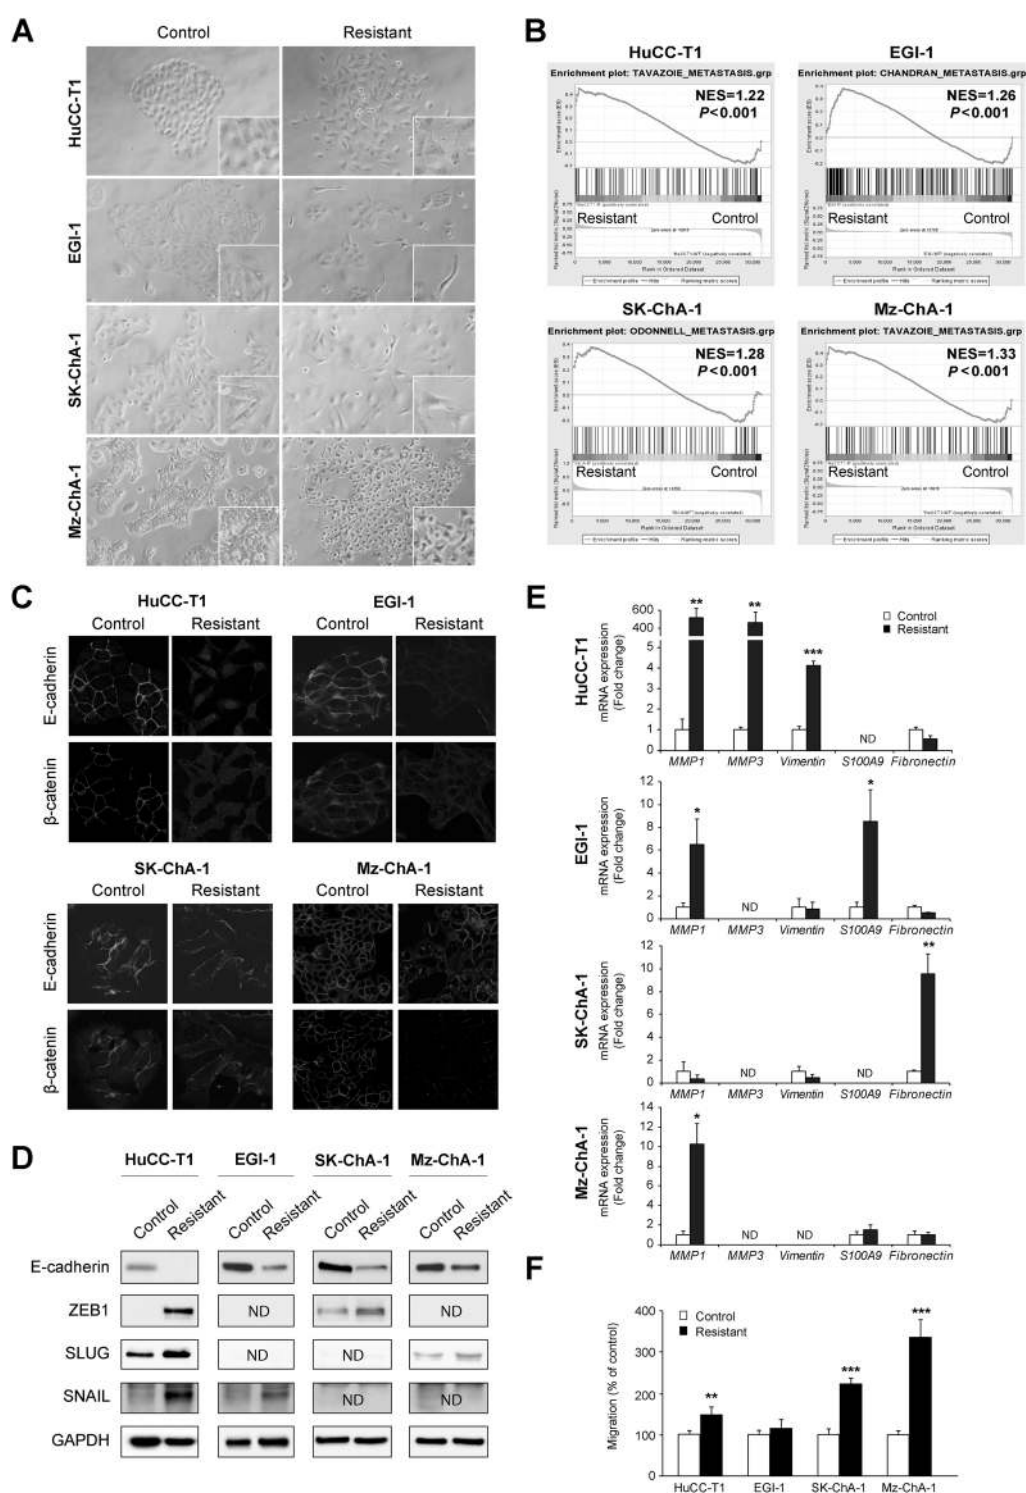 A
Control Resistant
HuCC-T1
EGI-1
SK-ChA-1
Mz-ChA-1
B
HuCC-T1 EGI-1
Enrichment plot: TAVAZOIE_METASTASIS.grp
NES=1.22
P<0.001
Resistant Control
Enrichment plot: CHANDRAN_METASTASIS.grp
NES=1.26
P<0.001
Resistant Control
SK-ChA-1 Mz-ChA-1
Enrichment plot: ODONNELL_METASTASIS.grp
NES=1.28
P<0.001
Resistant Control
Enrichment plot: TAVAZOIE_METASTASIS.grp
NES=1.33
P<0.001
Resistant Control
Rank in Ordered Dataset
Enrichment profile Hits Ranking metric scores
C
HuCC-T1 EGI-1
Control Resistant Control Resistant
E-cadherin
β-catenin
SK-ChA-1 Mz-ChA-1
Control Resistant Control Resistant
E-cadherin
β-catenin
D
HuCC-T1 EGI-1 SK-ChA-1 Mz-ChA-1
Control Resistant Control Resistant Control Resistant Control Resistant
E-cadherin
ZEB1 ND ND
SLUG ND ND
SNAIL ND ND
GAPDH
E
Control
Resistant
HuCC-T1
mRNA expression
(Fold change)
600
400
5
4
2
1
0
** ** ***
ND
MMP1 MMP3 Vimentin S100A9 Fibronectin
EGI-1
mRNA expression
(Fold change)
12
10
8
6
4
2
0
* *
ND
MMP1 MMP3 Vimentin S100A9 Fibronectin
SK-ChA-1
mRNA expression
(Fold change)
12
10
8
6
4
2
0
**
ND ND
MMP1 MMP3 Vimentin S100A9 Fibronectin
Mz-ChA-1
mRNA expression
(Fold change)
14
12
10
8
6
4
2
0
*
ND ND
MMP1 MMP3 Vimentin S100A9 Fibronectin
F
Control
Resistant
Migration (% of control)
400
300
200
100
0
** *** ***
HuCC-T1 EGI-1 SK-ChA-1 Mz-ChA-1